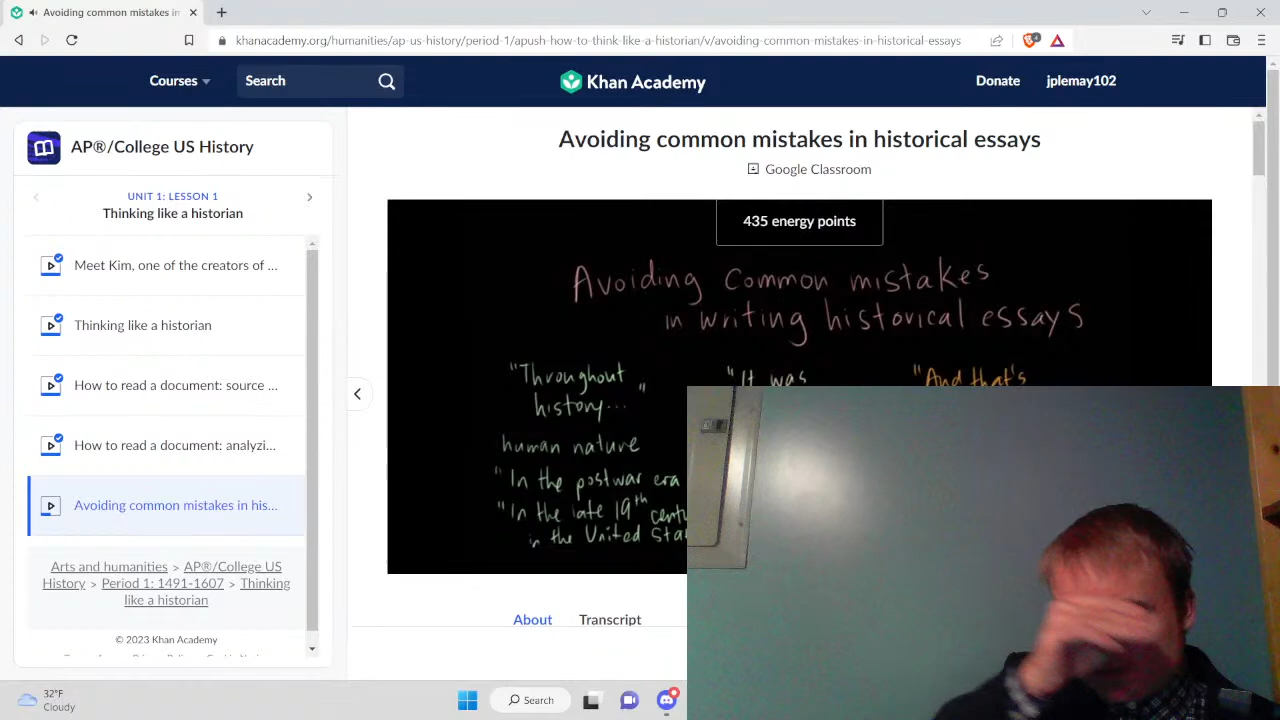 Avoiding common mistakes in
khanacademy.org/humanities/ap-us-history/period-1/apush-how-to-think-like-a-historian/v/avoiding-common-mistakes-in-historical-essays
4
Courses
Search
Khan Academy
Donate
jplemay102
AP®/College US History
UNIT 1: LESSON 1
Thinking like a historian
Meet Kim, one of the creators of ...
Thinking like a historian
How to read a document: source ...
How to read a document: analyzi...
Avoiding common mistakes in his...
Arts and humanities > AP®/College US
History > Period 1: 1491-1607 > Thinking
like a historian
© 2023 Khan Academy
Avoiding common mistakes in historical essays
Google Classroom
435 energy points
Avoiding Common mistakes
in writing historical essays
"Throughout
history..."
human nature
"In the postwar era
"In the late 19th centu
in the United Sta
"It was
"And that's
About
Transcript
32°F
Cloudy
Search